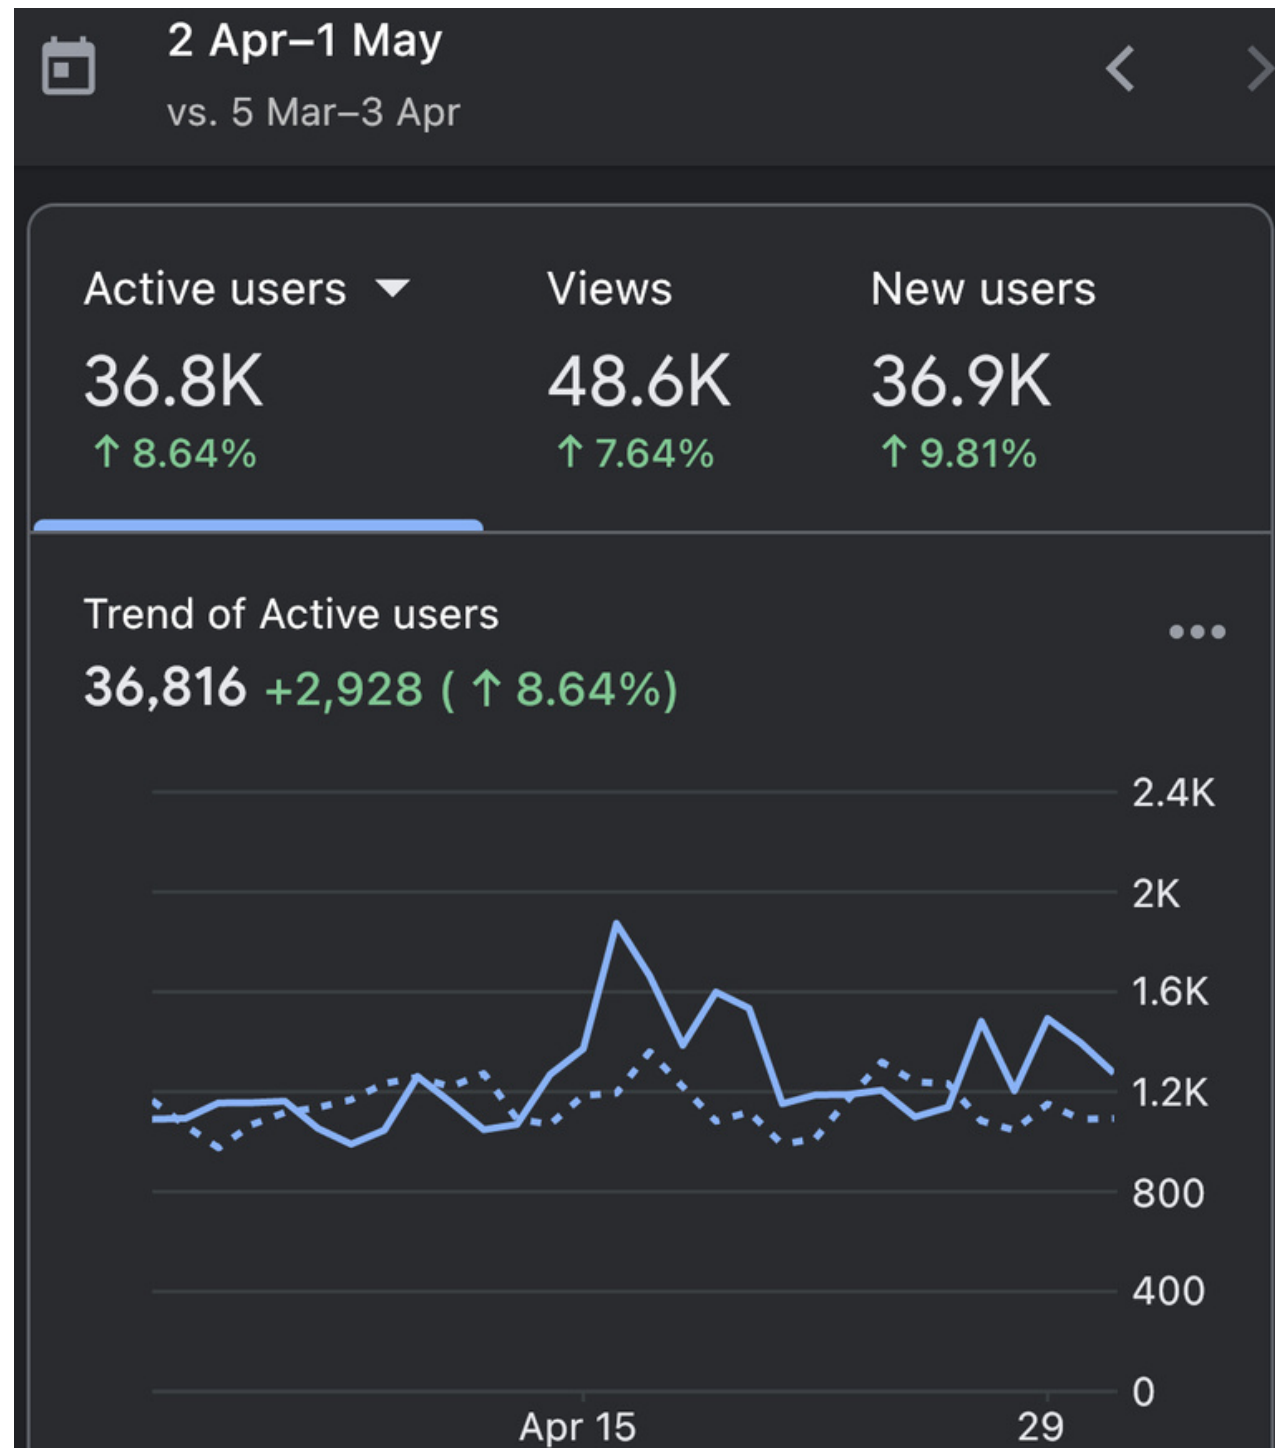 2 Apr–1 May
vs. 5 Mar–3 Apr
Active users Views New users
36.8K 48.6K 36.9K
↑ 8.64% ↑ 7.64% ↑ 9.81%
Trend of Active users
36,816 +2,928 ( ↑ 8.64%)
2.4K
2K
1.6K
1.2K
800
400
0
Apr 15 29